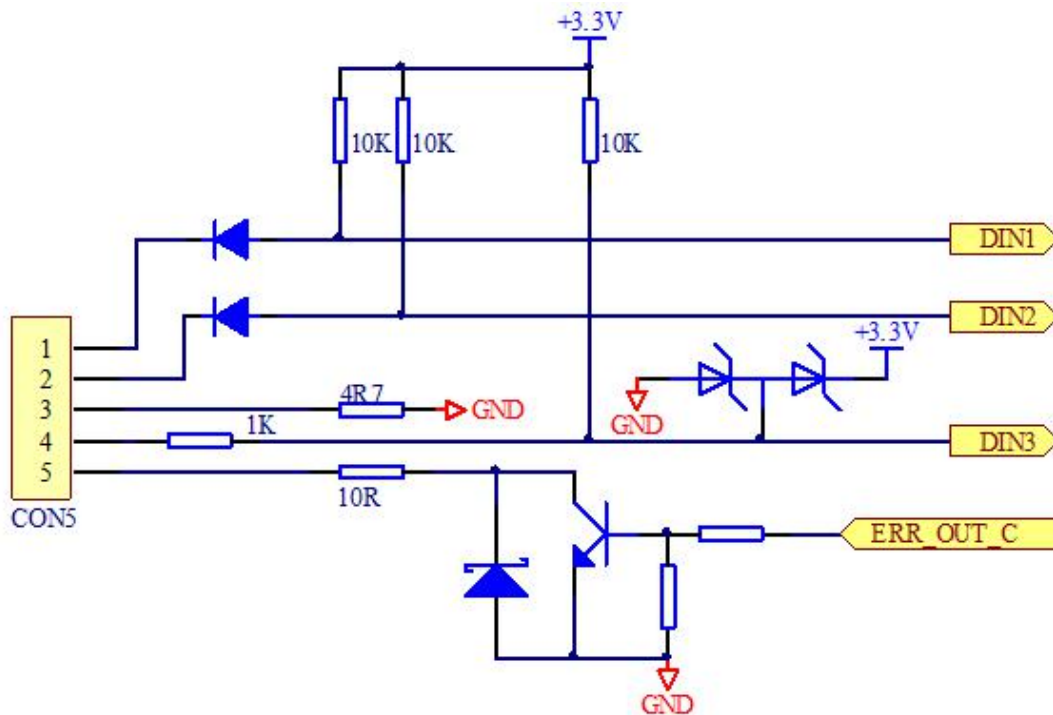 +3.3V
10K
10K
10K
DIN1
DIN2
+3.3V
1
2
3
4
5
4R7
GND
GND
1K
DIN3
10R
CON5
ERR_OUT_C
GND